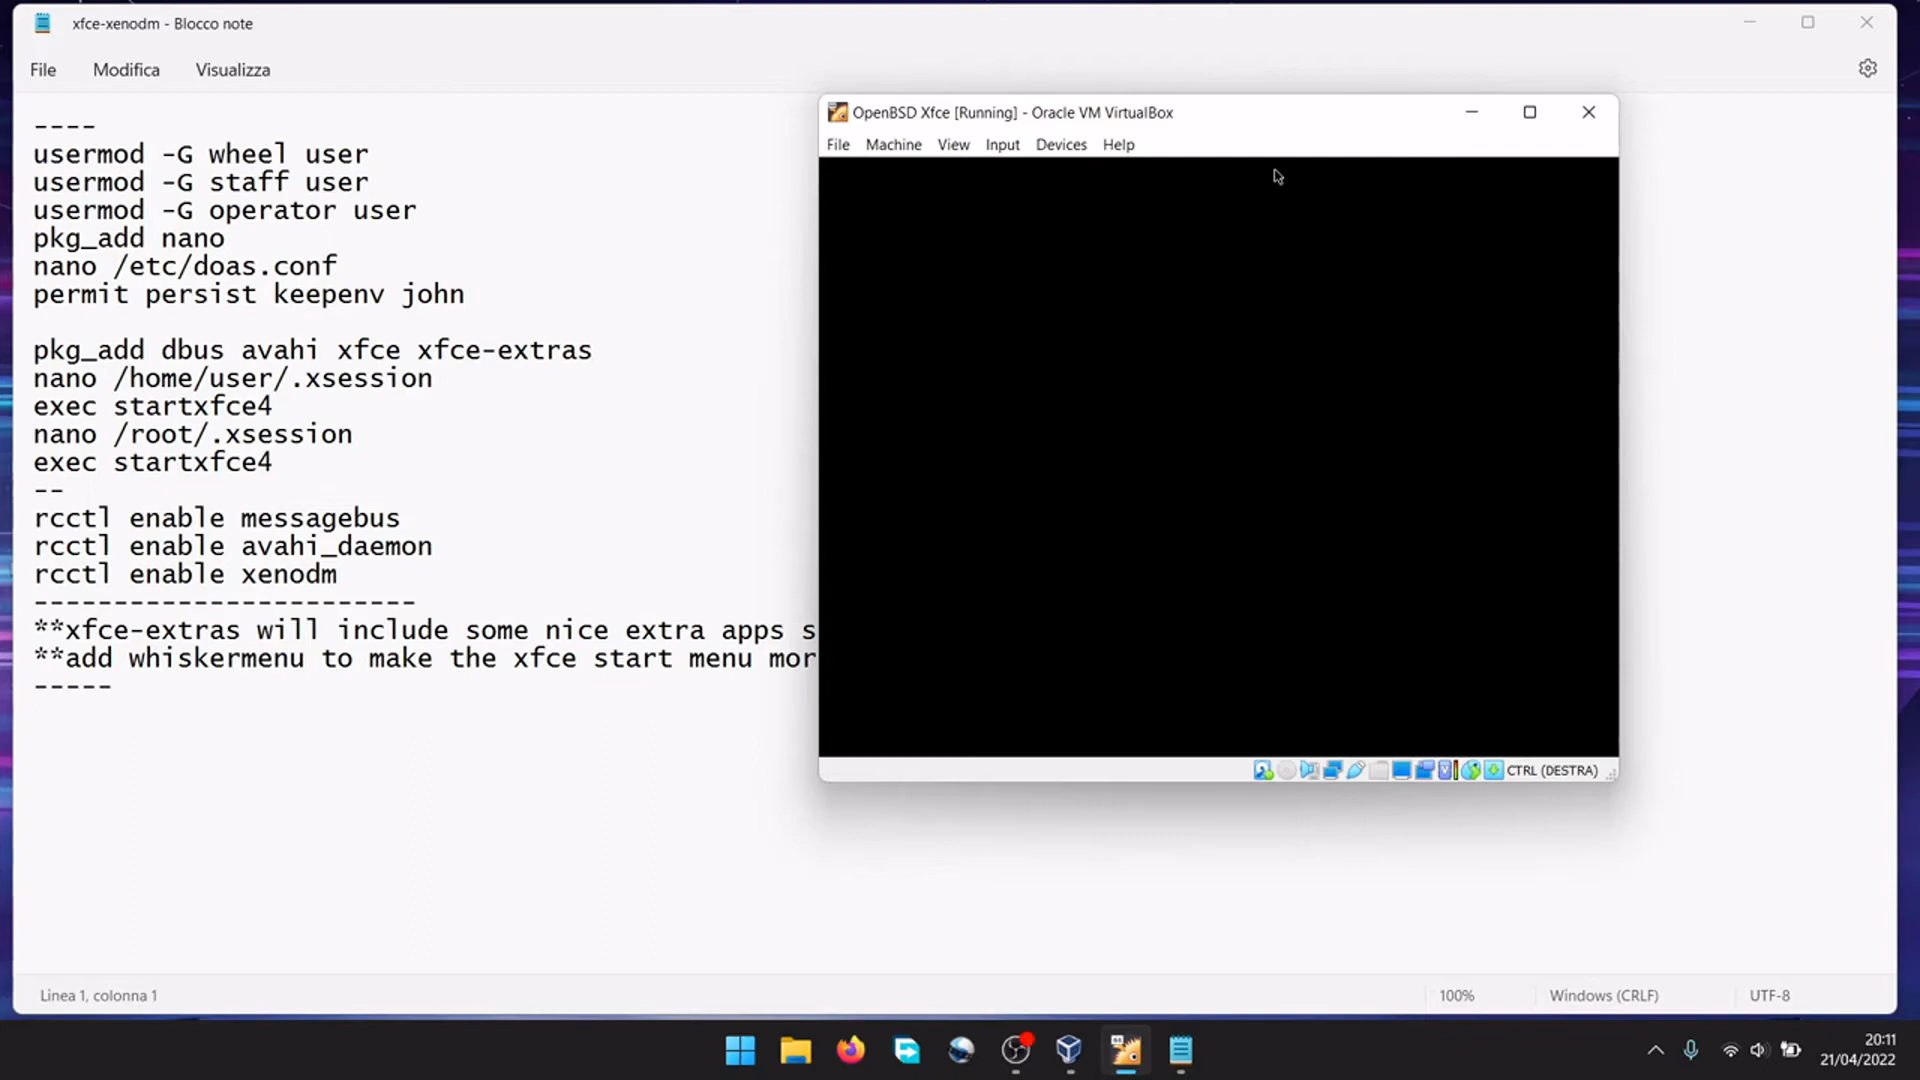 xfce-xenodm - Blocco note
File Modifica Visualizza
----
usermod -G wheel user
usermod -G staff user
usermod -G operator user
pkg_add nano
nano /etc/doas.conf
permit persist keepenv john
pkg_add dbus avahi xfce xfce-extras
nano /home/user/.xsession
exec startxfce4
nano /root/.xsession
exec startxfce4
--
rcctl enable messagebus
rcctl enable avahi_daemon
rcctl enable xenodm
------------------------
**xfce-extras will include some nice extra apps s
**add whiskermenu to make the xfce start menu mor
-----
OpenBSD Xfce [Running] - Oracle VM VirtualBox
File Machine View Input Devices Help
CTRL (DESTRA)
Linea 1, colonna 1 100% Windows (CRLF) UTF-8
20:11
21/04/2022